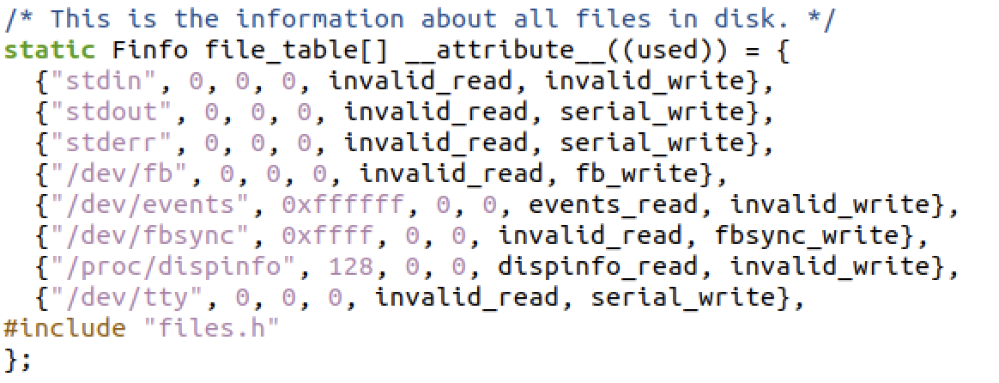 /* This is the information about all files in disk. */
static Finfo file_table[] __attribute__((used)) = {
  {"stdin", 0, 0, 0, invalid_read, invalid_write},
  {"stdout", 0, 0, 0, invalid_read, serial_write},
  {"stderr", 0, 0, 0, invalid_read, serial_write},
  {"/dev/fb", 0, 0, 0, invalid_read, fb_write},
  {"/dev/events", 0xffffff, 0, 0, events_read, invalid_write},
  {"/dev/fbsync", 0xffff, 0, 0, invalid_read, fbsync_write},
  {"/proc/dispinfo", 128, 0, 0, dispinfo_read, invalid_write},
  {"/dev/tty", 0, 0, 0, invalid_read, serial_write},
#include "files.h"
};